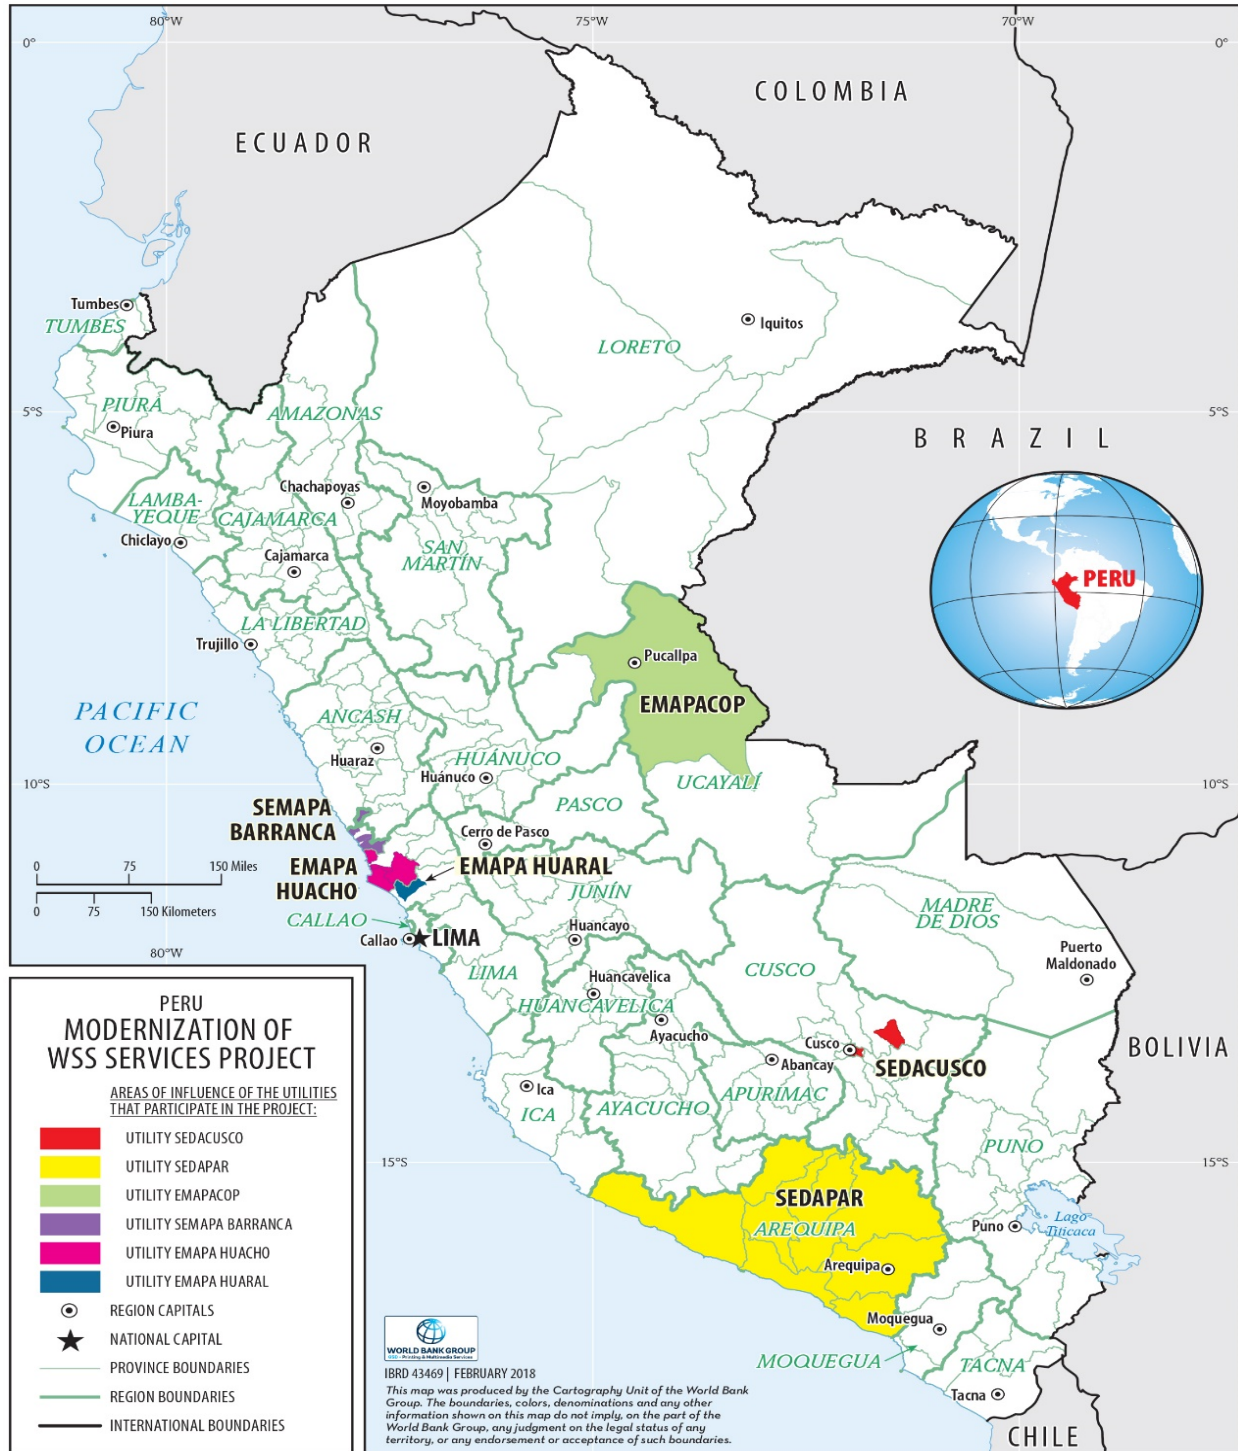 80°W
75°W
70°W
0°
0°
COLOMBIA
ECUADOR
Tumbes
TUMBES
Iquitos
LORETO
PIURA
Piura
AMAZONAS
5°S
5°S
BRAZIL
Chachapoyas
Moyobamba
LAMBA-
YEQUE
CAJAMARCA
Chiclayo
Cajamarca
SAN
MARTÍN
PERU
LA LIBERTAD
Trujillo
Pucallpa
EMAPACOP
PACIFIC
OCEAN
ANCASH
Huaraz
HUÁNUCO
Huánuco
UCAYALÍ
10°S
10°S
PASCO
SEMAPA
BARRANCA
Cerro de Pasco
EMAPA
HUACHO
EMAPA HUARAL
0 75 150 Miles
0 75 150 Kilometers
JUNÍN
MADRE
DE DIOS
CALLAO
Huancayo
Callao
LIMA
80°W
Puerto
Maldonado
LIMA
Huancavelica
CUSCO
HUANCAVELICA
Ayacucho
Cusco
Abancay
SEDACUSCO
BOLIVIA
Ica
ICA
AYACUCHO
APURÍMAC
PUNO
15°S
15°S
SEDAPAR
AREQUIPA
Puno
Lago
Titicaca
Arequipa
Moquegua
MOQUEGUA
TACNA
Tacna
CHILE
PERU
MODERNIZATION OF
WSS SERVICES PROJECT
AREAS OF INFLUENCE OF THE UTILITIES
THAT PARTICIPATE IN THE PROJECT:
UTILITY SEDACUSCO
UTILITY SEDAPAR
UTILITY EMAPACOP
UTILITY SEMAPA BARRANCA
UTILITY EMAPA HUACHO
UTILITY EMAPA HUARAL
REGION CAPITALS
NATIONAL CAPITAL
PROVINCE BOUNDARIES
REGION BOUNDARIES
INTERNATIONAL BOUNDARIES
WORLD BANK GROUP
GSD - Printing & Multimedia Services
IBRD 43469 | FEBRUARY 2018
This map was produced by the Cartography Unit of the World Bank
Group. The boundaries, colors, denominations and any other
information shown on this map do not imply, on the part of the
World Bank Group, any judgment on the legal status of any
territory, or any endorsement or acceptance of such boundaries.